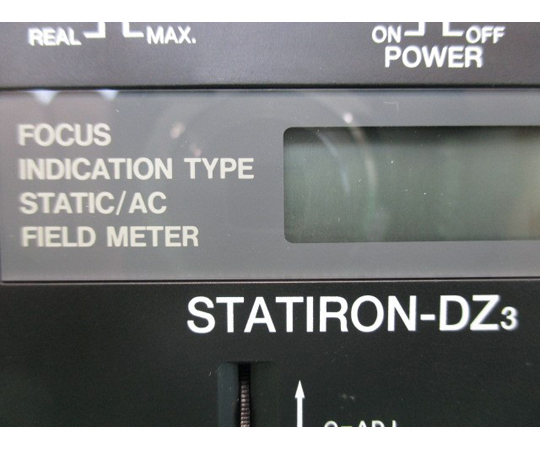 REAL MAX.
ON OFF
POWER
FOCUS
INDICATION TYPE
STATIC/AC
FIELD METER
STATIRON-DZ3